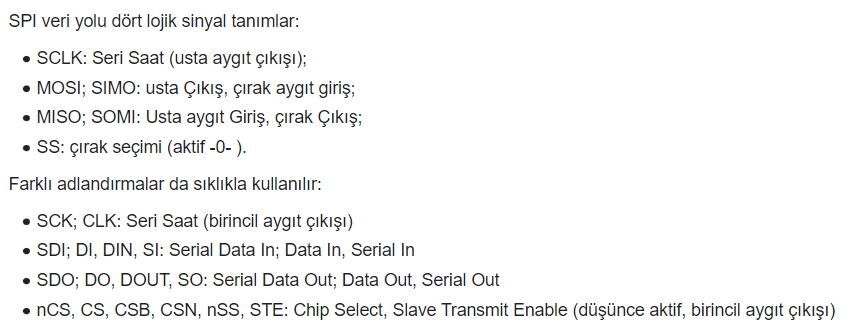 SPI veri yolu dört lojik sinyal tanımlar:
● SCLK: Seri Saat (usta aygıt çıkışı);
● MOSI; SIMO: usta Çıkış, çırak aygıt giriş;
● MISO; SOMI: Usta aygıt Giriş, çırak Çıkış;
● SS: çırak seçimi (aktif -0- ).
Farklı adlandırmalar da sıklıkla kullanılır:
● SCK; CLK: Seri Saat (birincil aygıt çıkışı)
● SDI; DI, DIN, SI: Serial Data In; Data In, Serial In
● SDO; DO, DOUT, SO: Serial Data Out; Data Out, Serial Out
● nCS, CS, CSB, CSN, nSS, STE: Chip Select, Slave Transmit Enable (düşünce aktif, birincil aygıt çıkışı)